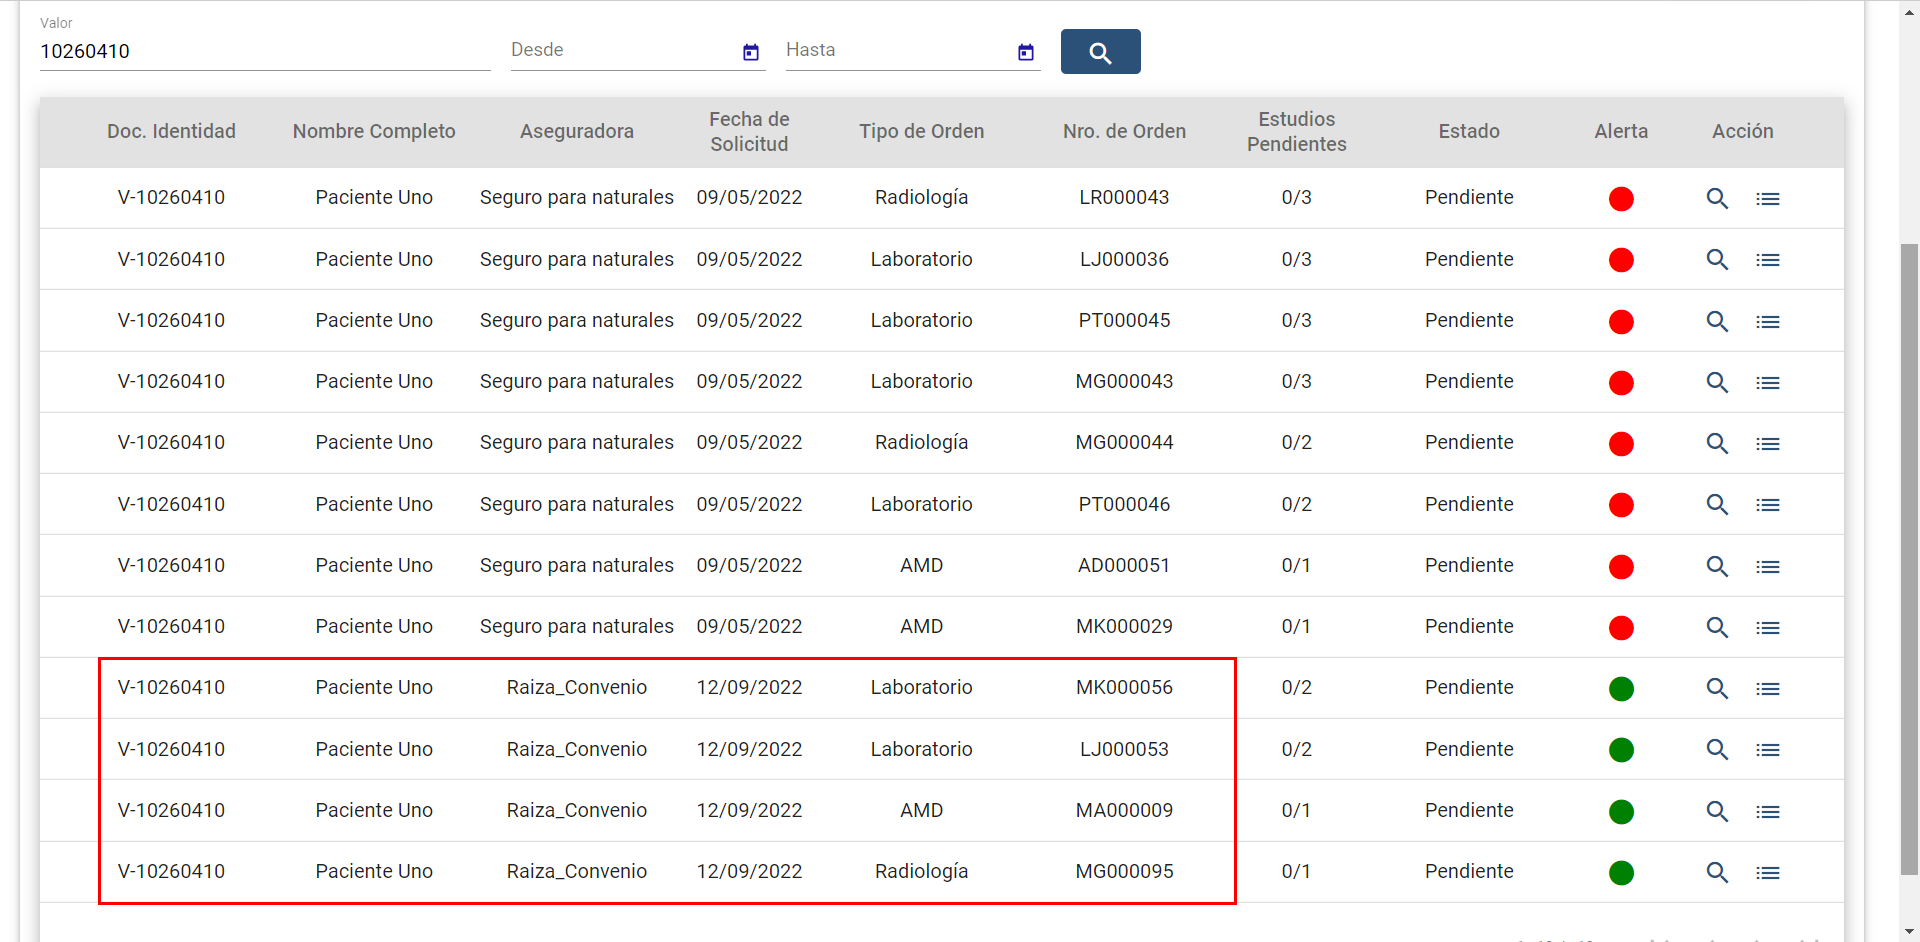 Valor
10260410 Desde Hasta
Doc. Identidad Nombre Completo Aseguradora Fecha de Solicitud Tipo de Orden Nro. de Orden Estudios Pendientes Estado Alerta Acción
V-10260410 Paciente Uno Seguro para naturales 09/05/2022 Radiología LR000043 0/3 Pendiente
V-10260410 Paciente Uno Seguro para naturales 09/05/2022 Laboratorio LJ000036 0/3 Pendiente
V-10260410 Paciente Uno Seguro para naturales 09/05/2022 Laboratorio PT000045 0/3 Pendiente
V-10260410 Paciente Uno Seguro para naturales 09/05/2022 Laboratorio MG000043 0/3 Pendiente
V-10260410 Paciente Uno Seguro para naturales 09/05/2022 Radiología MG000044 0/2 Pendiente
V-10260410 Paciente Uno Seguro para naturales 09/05/2022 Laboratorio PT000046 0/2 Pendiente
V-10260410 Paciente Uno Seguro para naturales 09/05/2022 AMD AD000051 0/1 Pendiente
V-10260410 Paciente Uno Seguro para naturales 09/05/2022 AMD MK000029 0/1 Pendiente
V-10260410 Paciente Uno Raiza_Convenio 12/09/2022 Laboratorio MK000056 0/2 Pendiente
V-10260410 Paciente Uno Raiza_Convenio 12/09/2022 Laboratorio LJ000053 0/2 Pendiente
V-10260410 Paciente Uno Raiza_Convenio 12/09/2022 AMD MA000009 0/1 Pendiente
V-10260410 Paciente Uno Raiza_Convenio 12/09/2022 Radiología MG000095 0/1 Pendiente